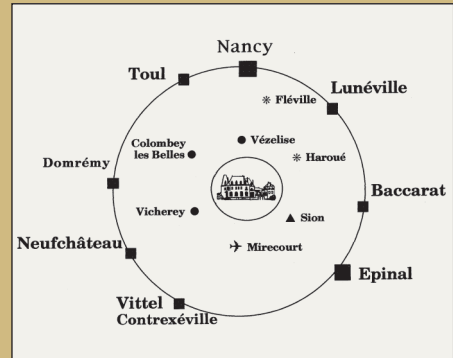 Nancy
Toul
Lunéville
Fléville
Colombey
les Belles
Vézelise
Haroué
Domrémy
Baccarat
Vicherey
Sion
Neufchâteau
Mirecourt
Epinal
Vittel
Contrexéville